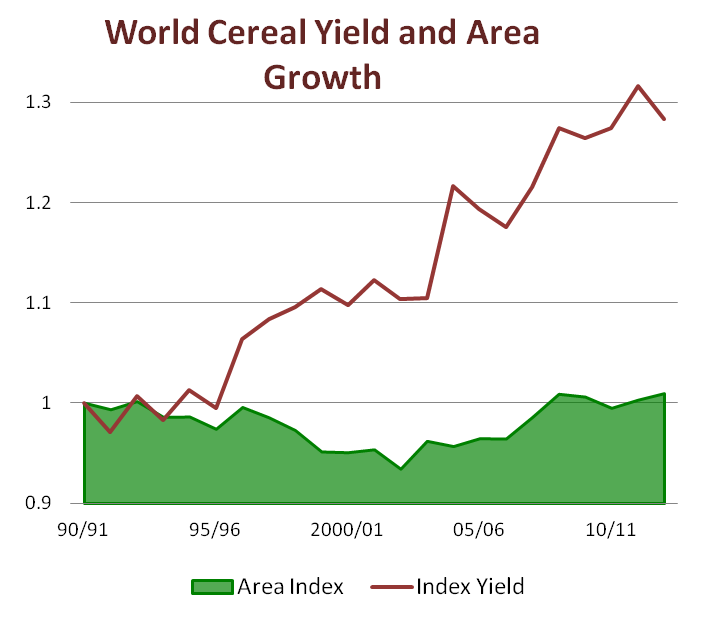 World Cereal Yield and Area
Growth
1.3
1.2
1.1
1
0.9
90/91 95/96 2000/01 05/06 10/11
Area Index Index Yield